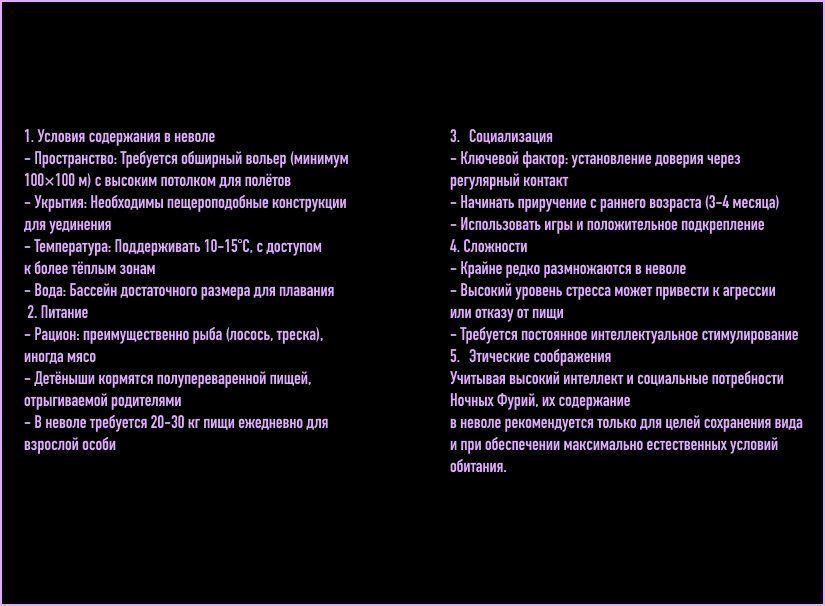 1. Условия содержания в неволе
– Пространство: Требуется обширный вольер (минимум
100×100 м) с высоким потолком для полётов
– Укрытия: Необходимы пещероподобные конструкции
для уединения
– Температура: Поддерживать 10–15°C, с доступом
к более тёплым зонам
– Вода: Бассейн достаточного размера для плавания
2. Питание
– Рацион: преимущественно рыба (лосось, треска),
иногда мясо
– Детёныши кормятся полупереваренной пищей,
отрыгиваемой родителями
– В неволе требуется 20–30 кг пищи ежедневно для
взрослой особи
3. Социализация
– Ключевой фактор: установление доверия через
регулярный контакт
– Начинать приручение с раннего возраста (3–4 месяца)
– Использовать игры и положительное подкрепление
4. Сложности
– Крайне редко размножаются в неволе
– Высокий уровень стресса может привести к агрессии
или отказу от пищи
– Требуется постоянное интеллектуальное стимулирование
5. Этические соображения
Учитывая высокий интеллект и социальные потребности
Ночных Фурий, их содержание
в неволе рекомендуется только для целей сохранения вида
и при обеспечении максимально естественных условий
обитания.